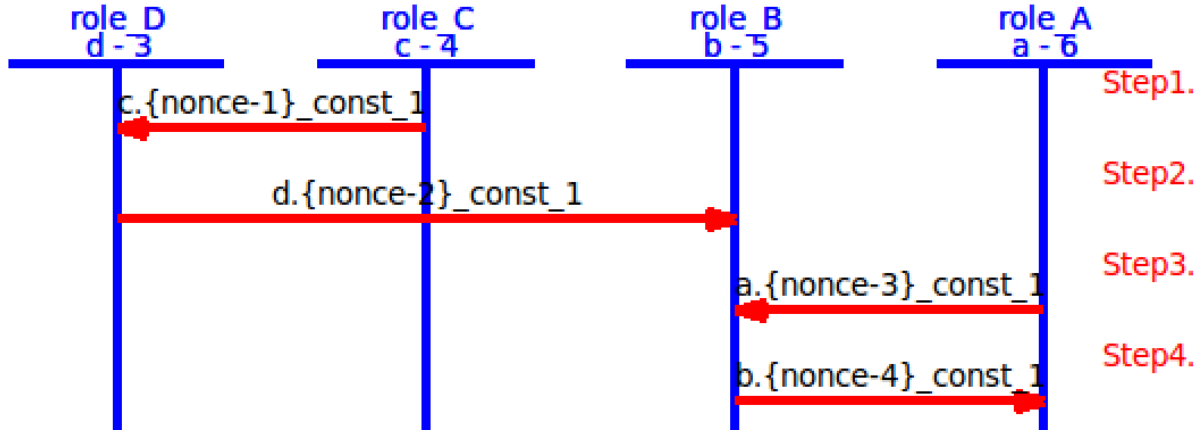 role_D role_C role_B role_A
d - 3 c - 4 b - 5 a - 6
Step1.
c.{nonce-1}_const_1
Step2.
d.{nonce-2}_const_1
Step3.
a.{nonce-3}_const_1
Step4.
b.{nonce-4}_const_1